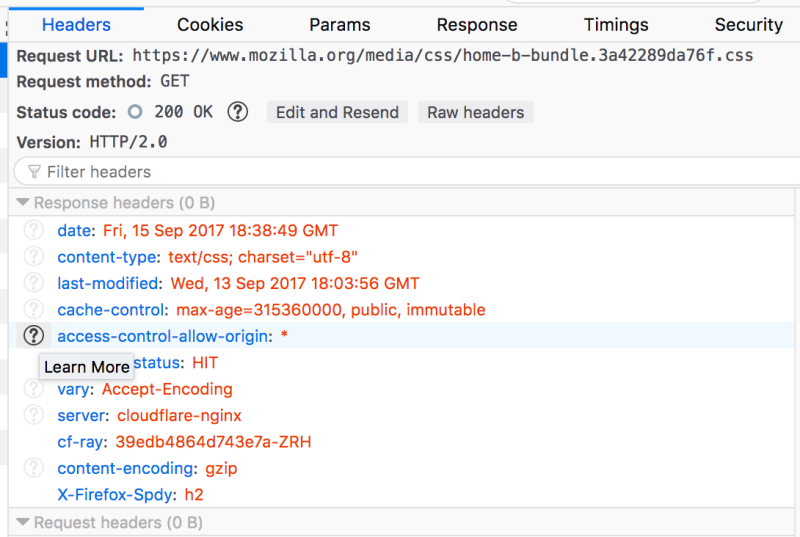 Headers Cookies Params Response Timings Security
Request URL: https://www.mozilla.org/media/css/home-b-bundle.3a42289da76f.css
Request method: GET
Status code: 200 OK ? Edit and Resend Raw headers
Version: HTTP/2.0
Filter headers
Response headers (0 B)
? date: Fri, 15 Sep 2017 18:38:49 GMT
? content-type: text/css; charset="utf-8"
? last-modified: Wed, 13 Sep 2017 18:03:56 GMT
? cache-control: max-age=315360000, public, immutable
? access-control-allow-origin: *
Learn More status: HIT
? vary: Accept-Encoding
? server: cloudflare-nginx
cf-ray: 39edb4864d743e7a-ZRH
? content-encoding: gzip
X-Firefox-Spdy: h2
Request headers (0 B)